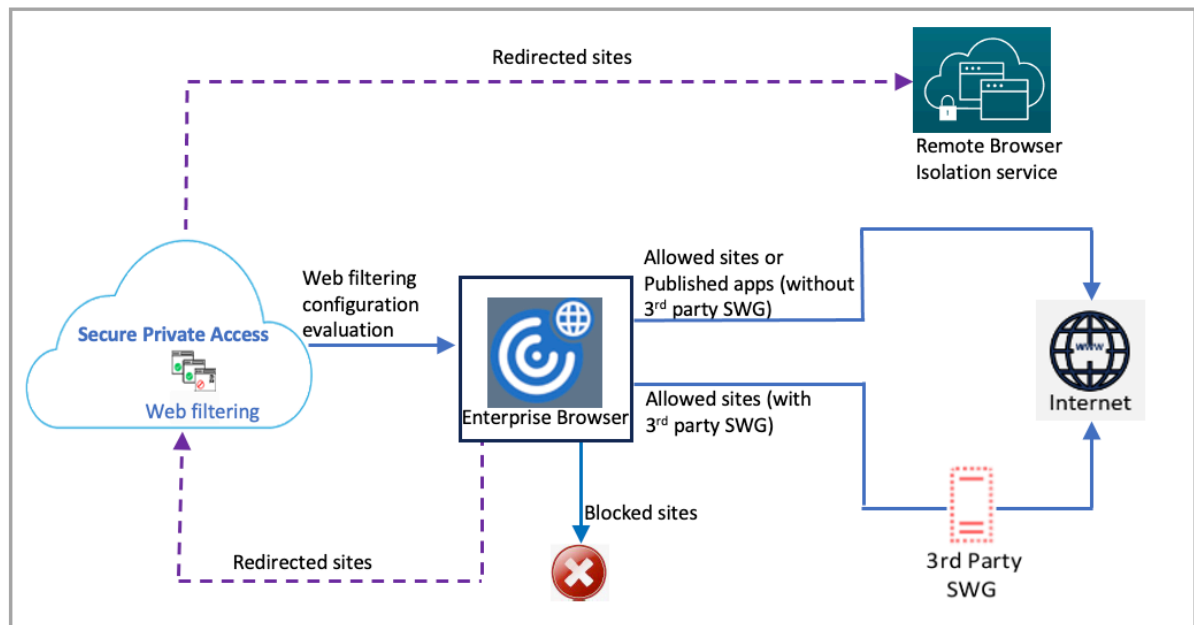 Redirected sites
Remote Browser
Isolation service
Web filtering
configuration
evaluation
Allowed sites or
Published apps (without
3rd party SWG)
Secure Private Access
Web filtering
Enterprise Browser
Allowed sites (with
3rd party SWG)
www
Internet
Blocked sites
Redirected sites
3rd Party
SWG